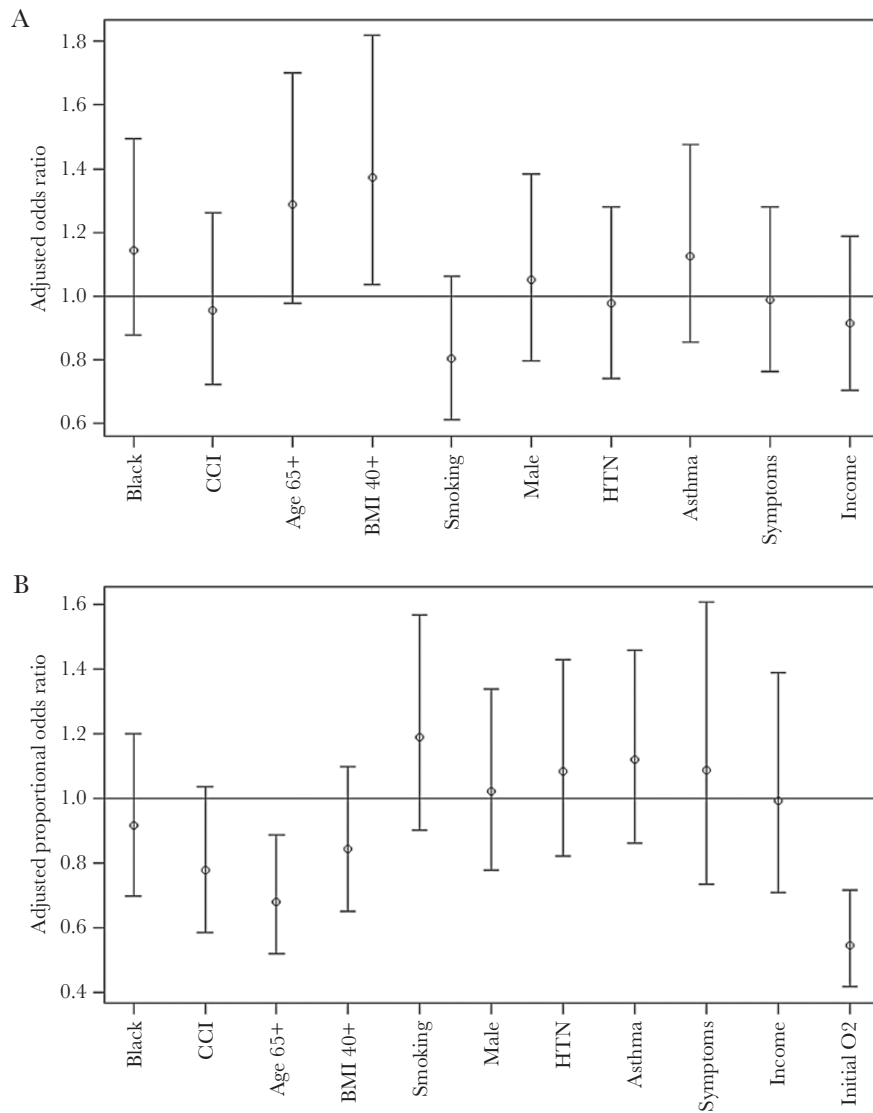 A
Adjusted odds ratio
1.8
1.6
1.4
1.2
1.0
0.8
0.6
Black
CCI
Age 65+
BMI 40+
Smoking
Male
HTN
Asthma
Symptoms
Income
B
Adjusted proportional odds ratio
1.6
1.4
1.2
1.0
0.8
0.6
0.4
Black
CCI
Age 65+
BMI 40+
Smoking
Male
HTN
Asthma
Symptoms
Income
Initial O2